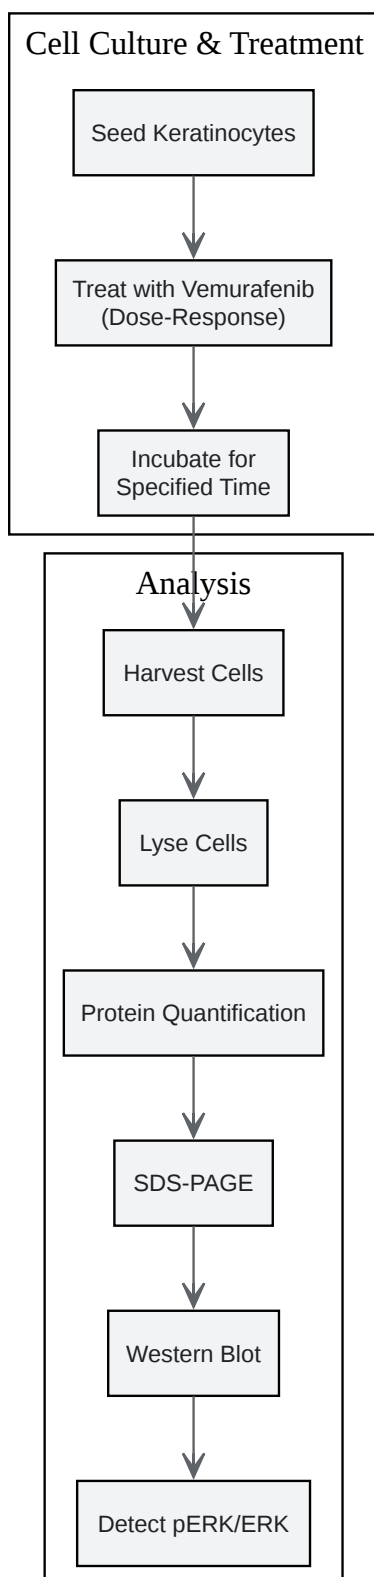 Cell Culture & Treatment
Seed Keratinocytes
Treat with Vemurafenib
(Dose-Response)
Incubate for
Specified Time
Analysis
Harvest Cells
Lyse Cells
Protein Quantification
SDS-PAGE
Western Blot
Detect pERK/ERK